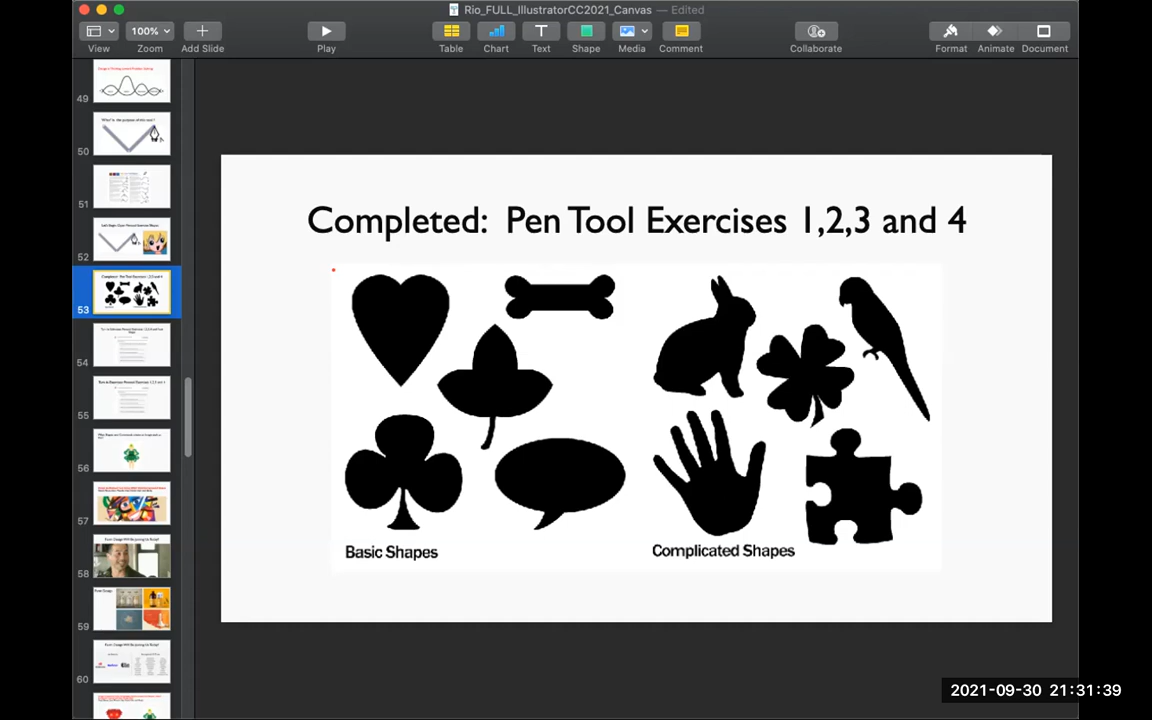 Rio_FULL_IllustratorCC2021_Canvas — Edited
100%
View Zoom Add Slide Play Table Chart Text Shape Media Comment Collaborate Format Animate Document
49
50
51
52
53
54
55
56
57
58
59
60
Completed: Pen Tool Exercises 1,2,3 and 4
Basic Shapes
Complicated Shapes
2021-09-30 21:31:39